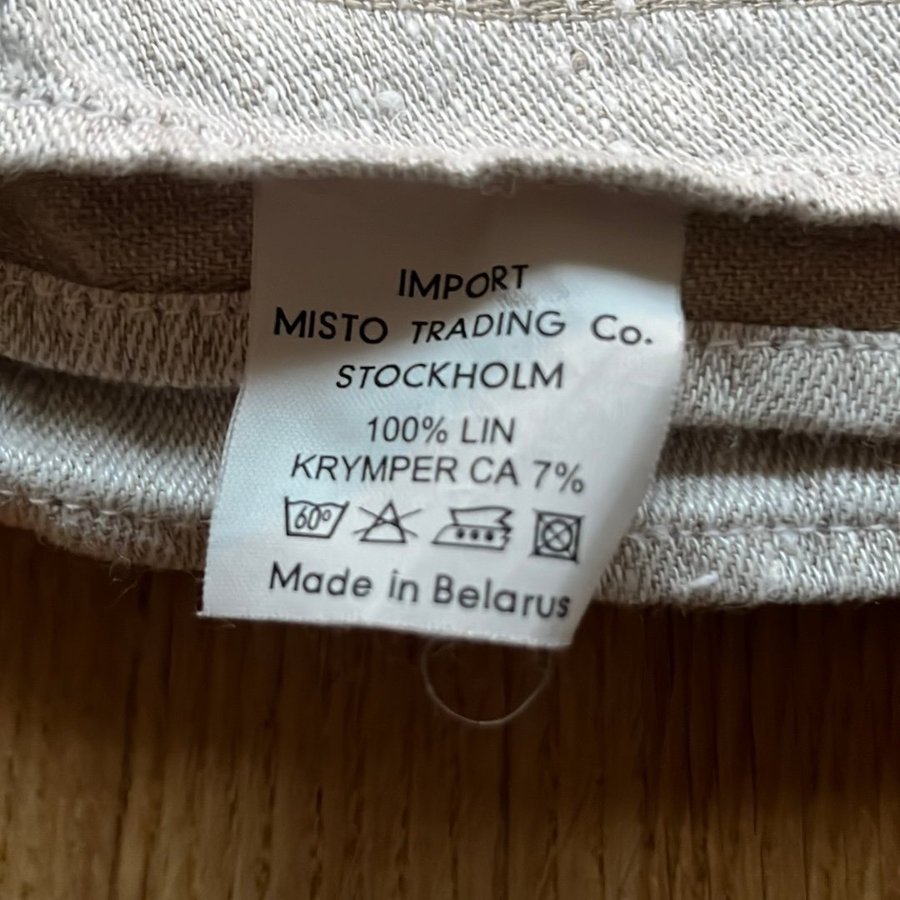 IMPORT
MISTO TRADING Co.
STOCKHOLM
100% LIN
KRYMPER CA 7%
60°
Made in Belarus